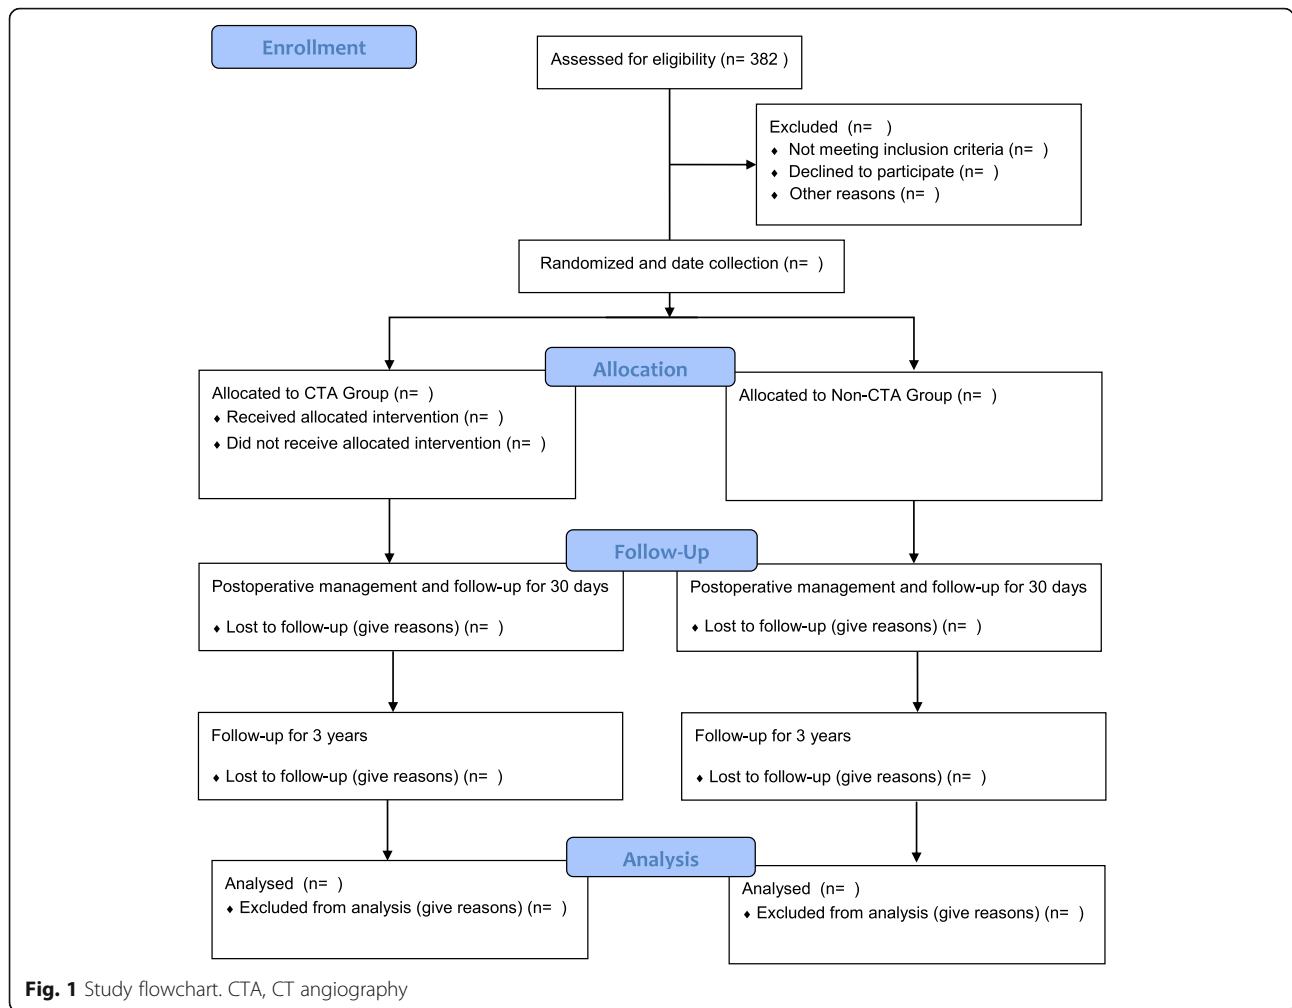 Enrollment
Assessed for eligibility (n= 382 )
Excluded (n=  )
♦ Not meeting inclusion criteria (n=  )
♦ Declined to participate (n=  )
♦ Other reasons (n=  )
Randomized and date collection (n=  )
Allocation
Allocated to CTA Group (n=  )
♦ Received allocated intervention (n=  )
♦ Did not receive allocated intervention (n=  )
Allocated to Non-CTA Group (n=  )
Follow-Up
Postoperative management and follow-up for 30 days
♦ Lost to follow-up (give reasons) (n=  )
Postoperative management and follow-up for 30 days
♦ Lost to follow-up (give reasons) (n=  )
Follow-up for 3 years
♦ Lost to follow-up (give reasons) (n=  )
Follow-up for 3 years
♦ Lost to follow-up (give reasons) (n=  )
Analysis
Analysed (n=  )
♦ Excluded from analysis (give reasons) (n=  )
Analysed (n=  )
♦ Excluded from analysis (give reasons) (n=  )
Fig. 1 Study flowchart. CTA, CT angiography